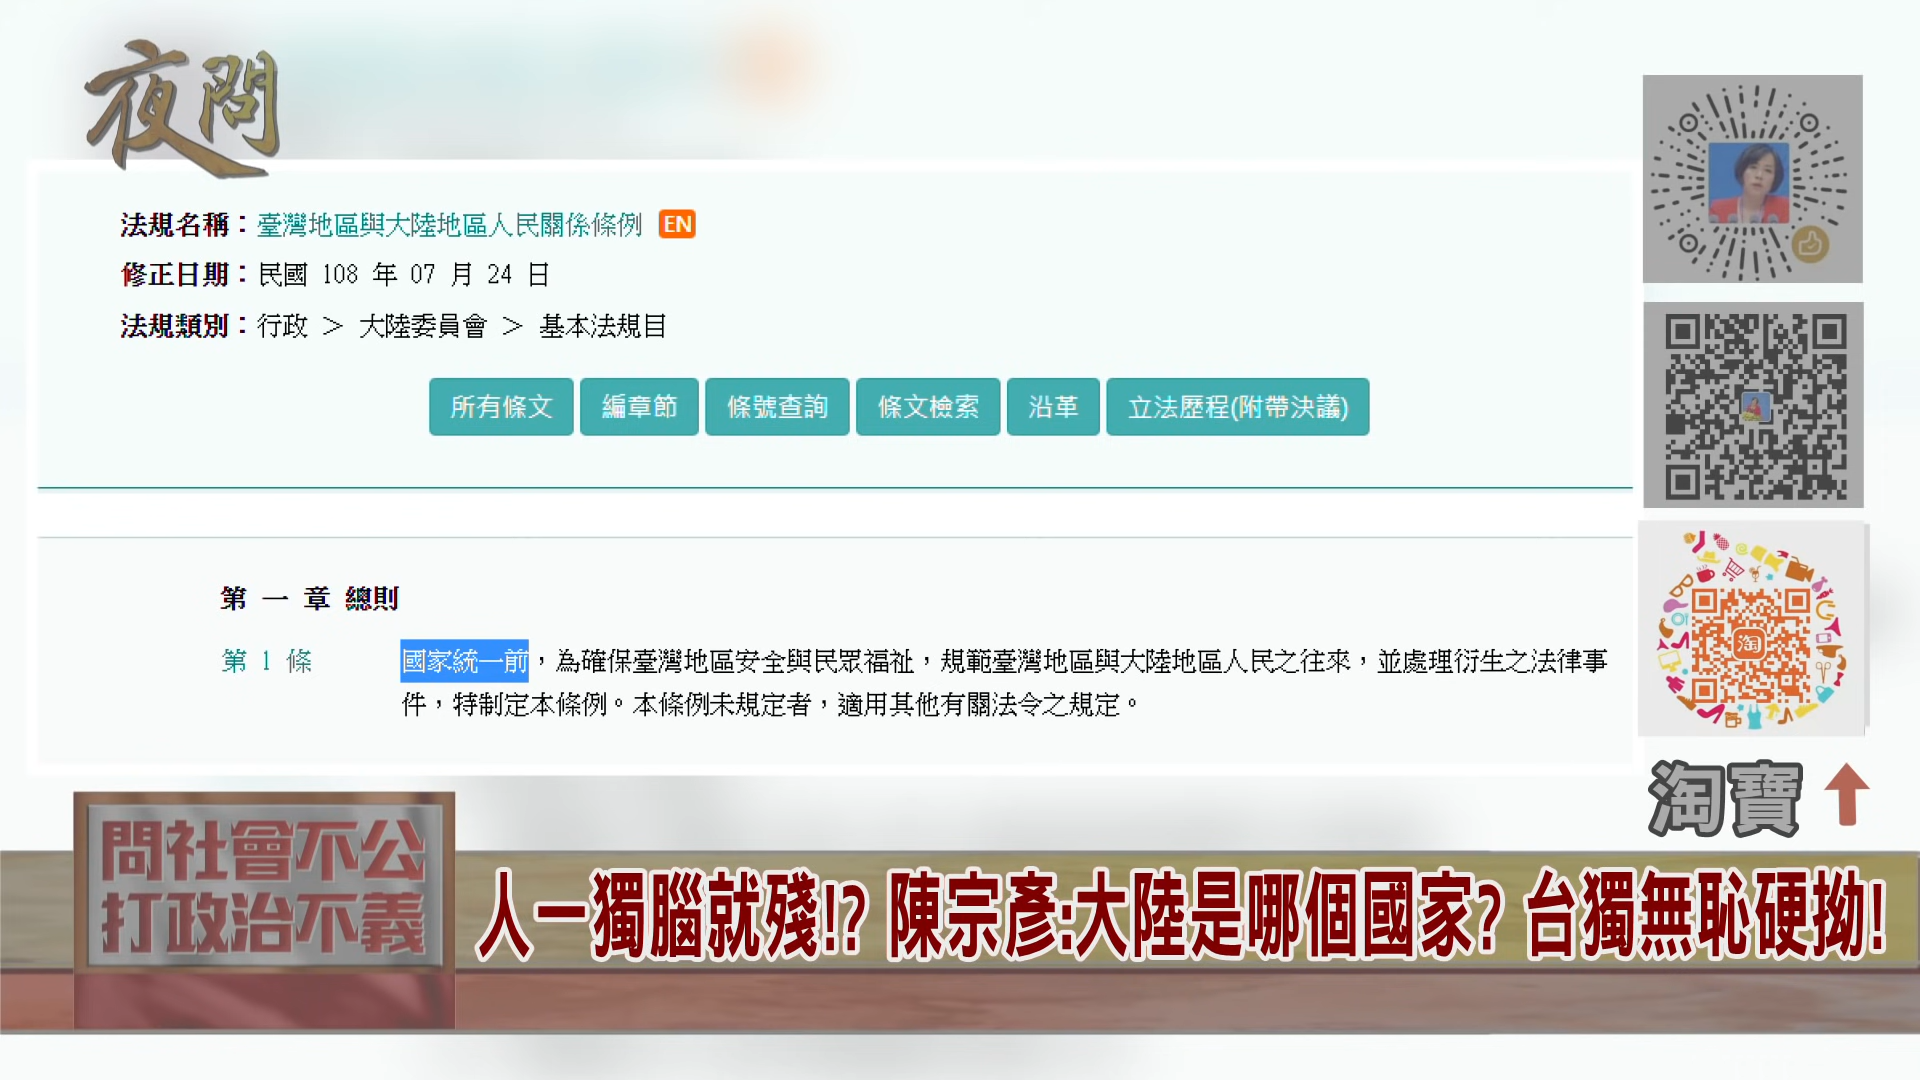 夜問
法規名稱：臺灣地區與大陸地區人民關係條例 EN
修正日期：民國 108 年 07 月 24 日
法規類別：行政 ＞ 大陸委員會 ＞ 基本法規目
所有條文 編章節 條號查詢 條文檢索 沿革 立法歷程(附帶決議)
第 一 章 總則
第 1 條 國家統一前，為確保臺灣地區安全與民眾福祉，規範臺灣地區與大陸地區人民之往來，並處理衍生之法律事
件，特制定本條例。本條例未規定者，適用其他有關法令之規定。
淘
淘寶
問社會不公
打政治不義
人一獨腦就殘!? 陳宗彥:大陸是哪個國家? 台獨無恥硬拗!